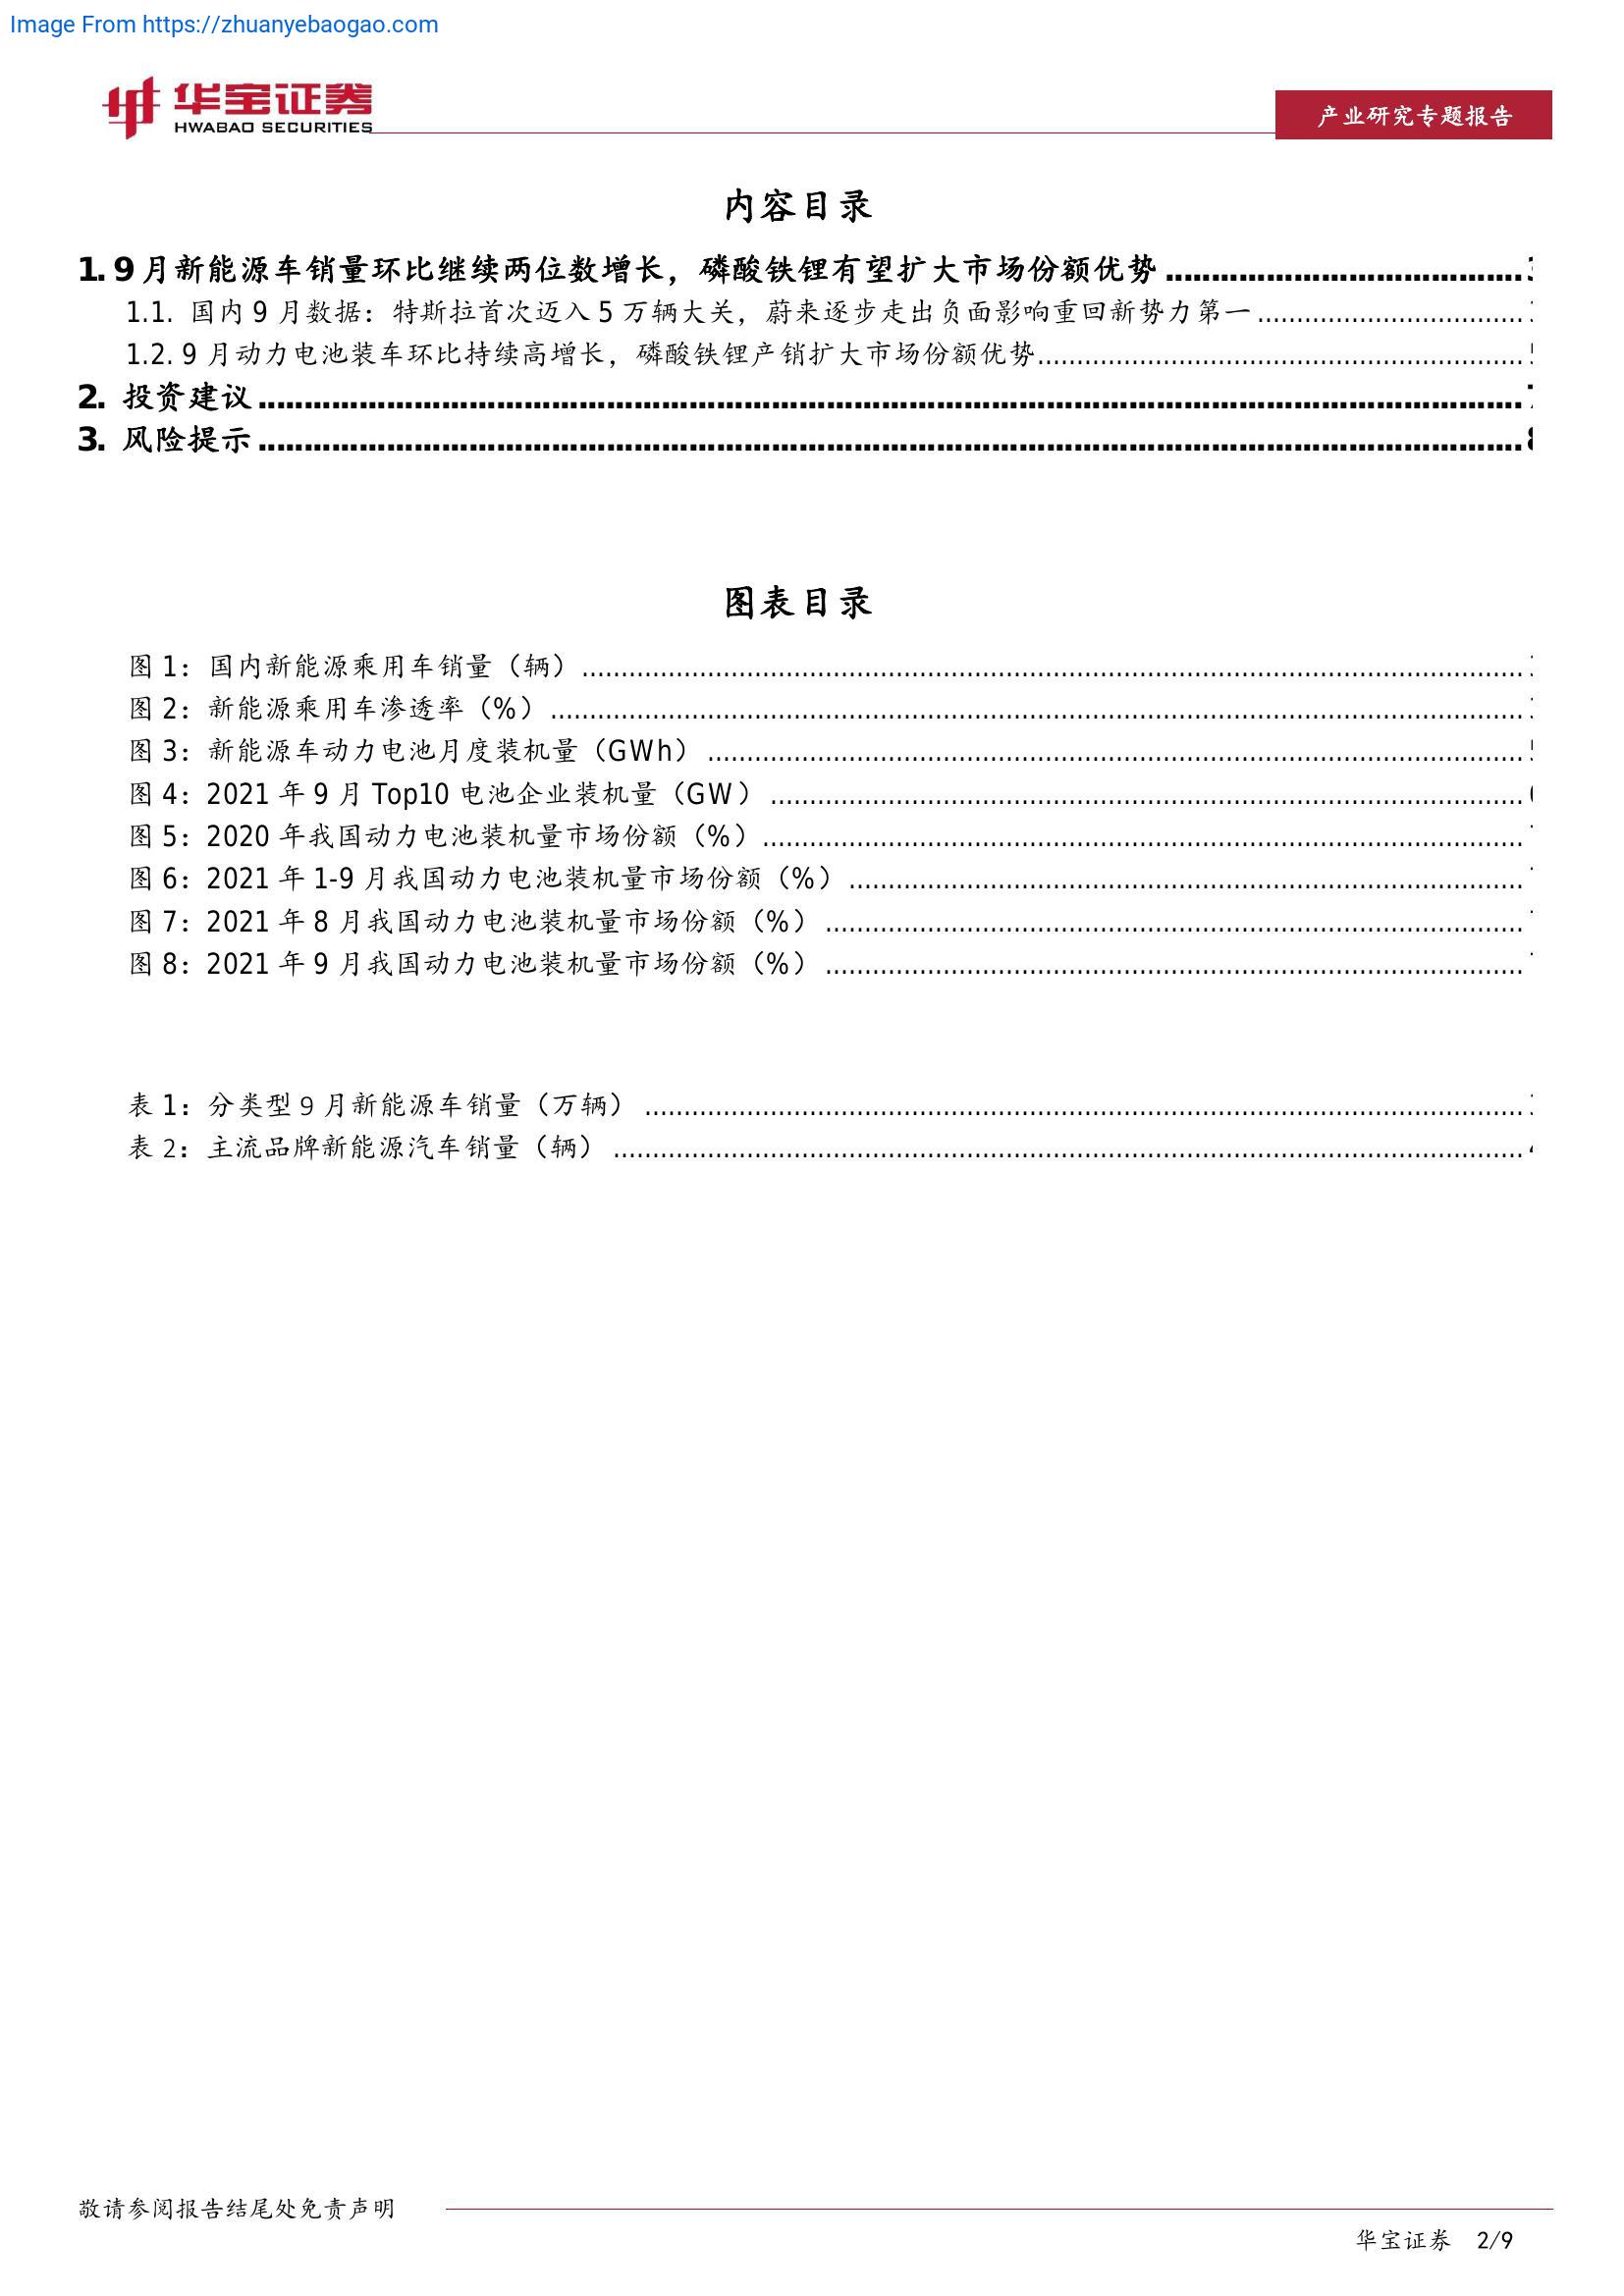 Image From https://zhuanyebaogao.com
华宝证券
HWABAO SECURITIES
产业研究专题报告
内容目录
1. 9 月新能源车销量环比继续两位数增长，磷酸铁锂有望扩大市场份额优势
1.1. 国内 9 月数据：特斯拉首次迈入 5 万辆大关，蔚来逐步走出负面影响重回新势力第一
1.2. 9 月动力电池装车环比持续高增长，磷酸铁锂产销扩大市场份额优势
2. 投资建议
3. 风险提示
图表目录
图 1：国内新能源乘用车销量（辆）
图 2：新能源乘用车渗透率（%）
图 3：新能源车动力电池月度装机量（GWh）
图 4：2021 年 9 月 Top10 电池企业装机量（GW）
图 5：2020 年我国动力电池装机量市场份额（%）
图 6：2021 年 1-9 月我国动力电池装机量市场份额（%）
图 7：2021 年 8 月我国动力电池装机量市场份额（%）
图 8：2021 年 9 月我国动力电池装机量市场份额（%）
表 1：分类型 9 月新能源车销量（万辆）
表 2：主流品牌新能源汽车销量（辆）
敬请参阅报告结尾处免责声明
华宝证券 2/9